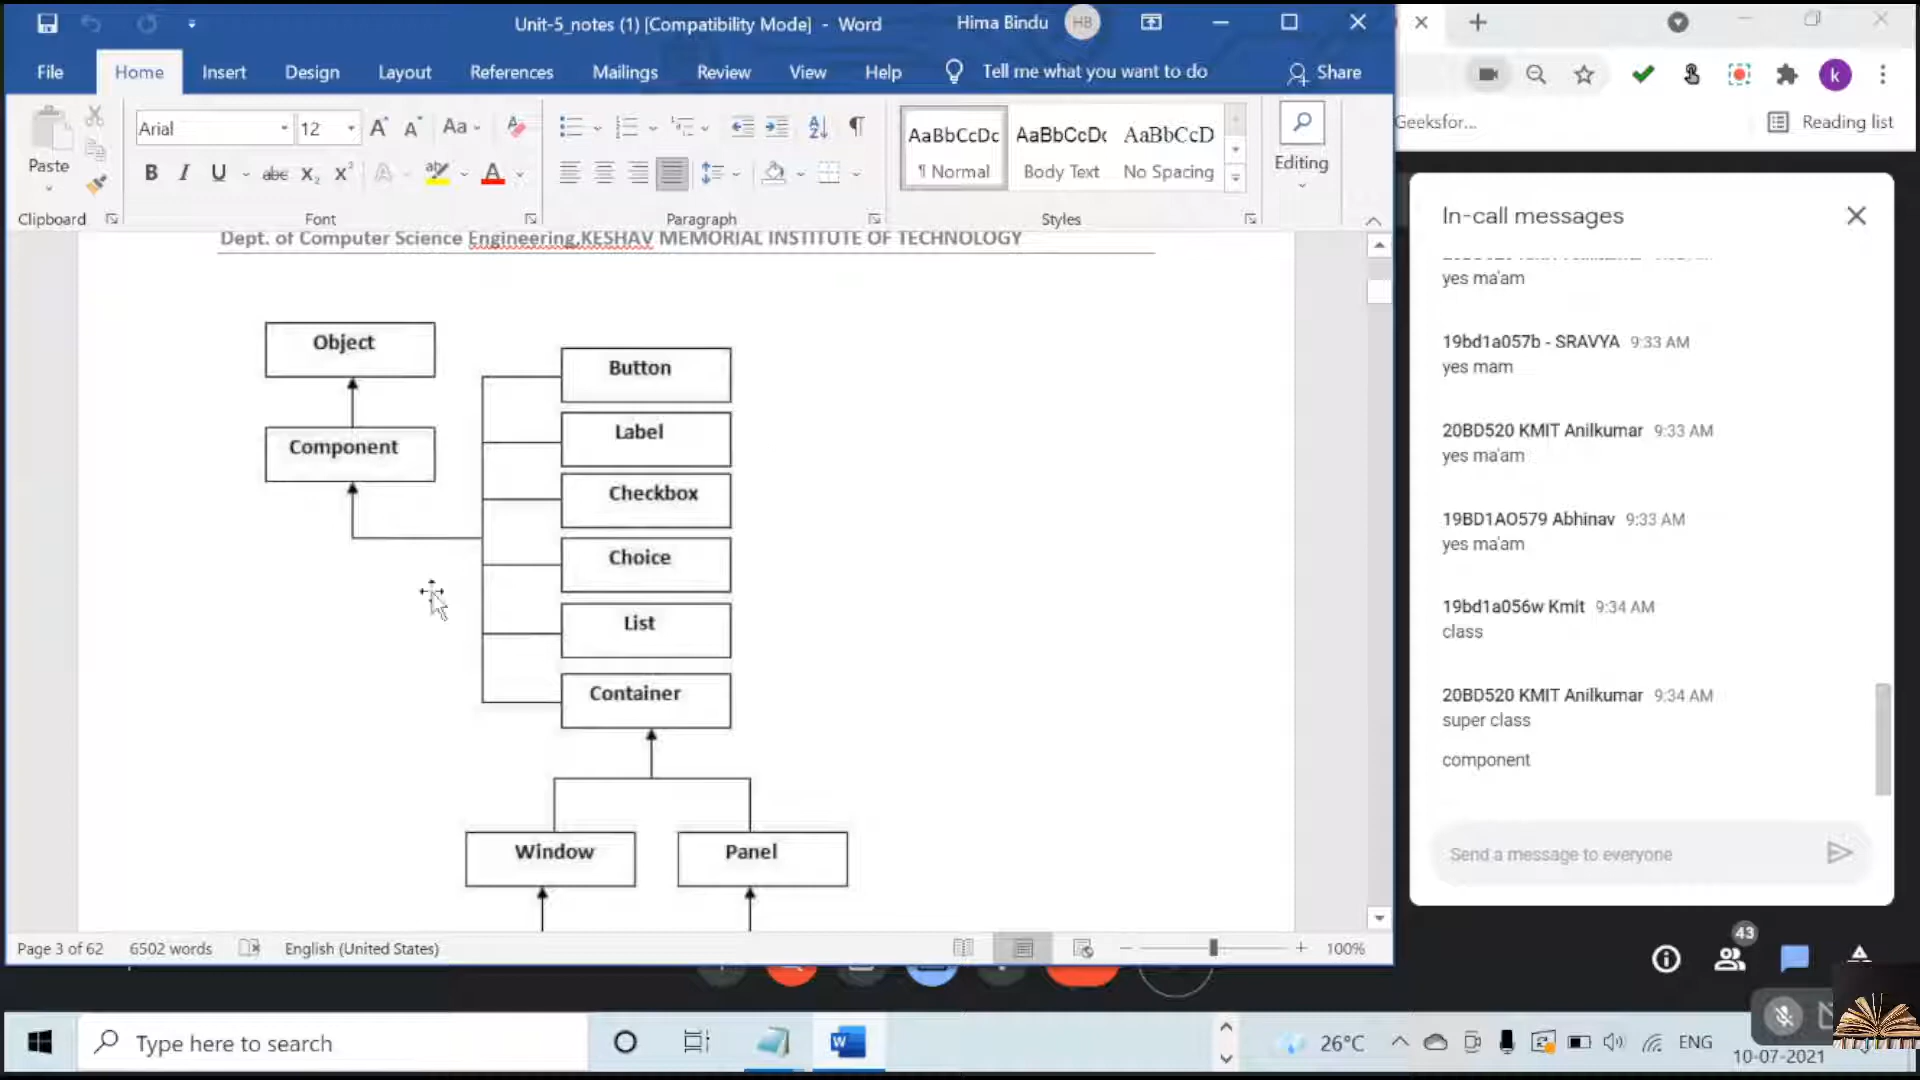 Unit-5_notes (1) [Compatibility Mode] - Word
Hima Bindu
HB
File Home Insert Design Layout References Mailings Review View Help Tell me what you want to do Share
Paste
Arial
12
Aa
B I U abc X₂ X²
AaBbCcDc
¶ Normal
AaBbCcDc
Body Text
AaBbCcD
No Spacing
Editing
Clipboard
Font
Paragraph
Styles
Dept. of Computer Science Engineering,KESHAV MEMORIAL INSTITUTE OF TECHNOLOGY
Object
Component
Button
Label
Checkbox
Choice
List
Container
Window
Panel
Page 3 of 62
6502 words
English (United States)
100%
Geeksfor...
k
Reading list
In-call messages
yes ma'am
19bd1a057b - SRAVYA 9:33 AM
yes mam
20BD520 KMIT Anilkumar 9:33 AM
yes ma'am
19BD1AO579 Abhinav 9:33 AM
yes ma'am
19bd1a056w Kmit 9:34 AM
class
20BD520 KMIT Anilkumar 9:34 AM
super class
component
Send a message to everyone
43
Type here to search
26°C
ENG
10-07-2021